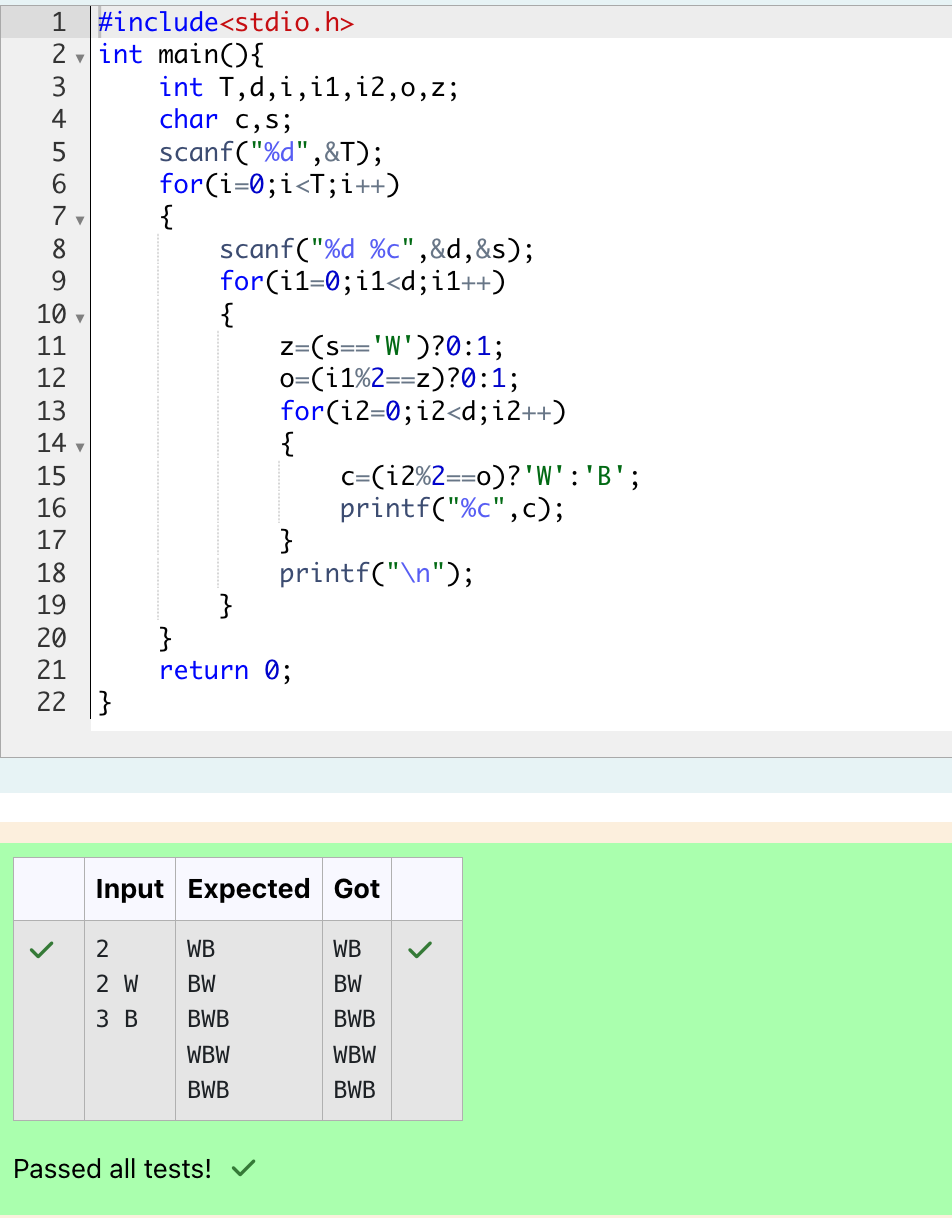 1 #include<stdio.h>
2 int main(){
3     int T,d,i,i1,i2,o,z;
4     char c,s;
5     scanf("%d",&T);
6     for(i=0;i<T;i++)
7     {
8         scanf("%d %c",&d,&s);
9         for(i1=0;i1<d;i1++)
10         {
11             z=(s=='W')?0:1;
12             o=(i1%2==z)?0:1;
13             for(i2=0;i2<d;i2++)
14             {
15                 c=(i2%2==o)?'W':'B';
16                 printf("%c",c);
17             }
18             printf("\n");
19         }
20     }
21     return 0;
22 }
Input Expected Got
2 WB WB
2 W BW BW
3 B BWB BWB
WBW WBW
BWB BWB
Passed all tests!